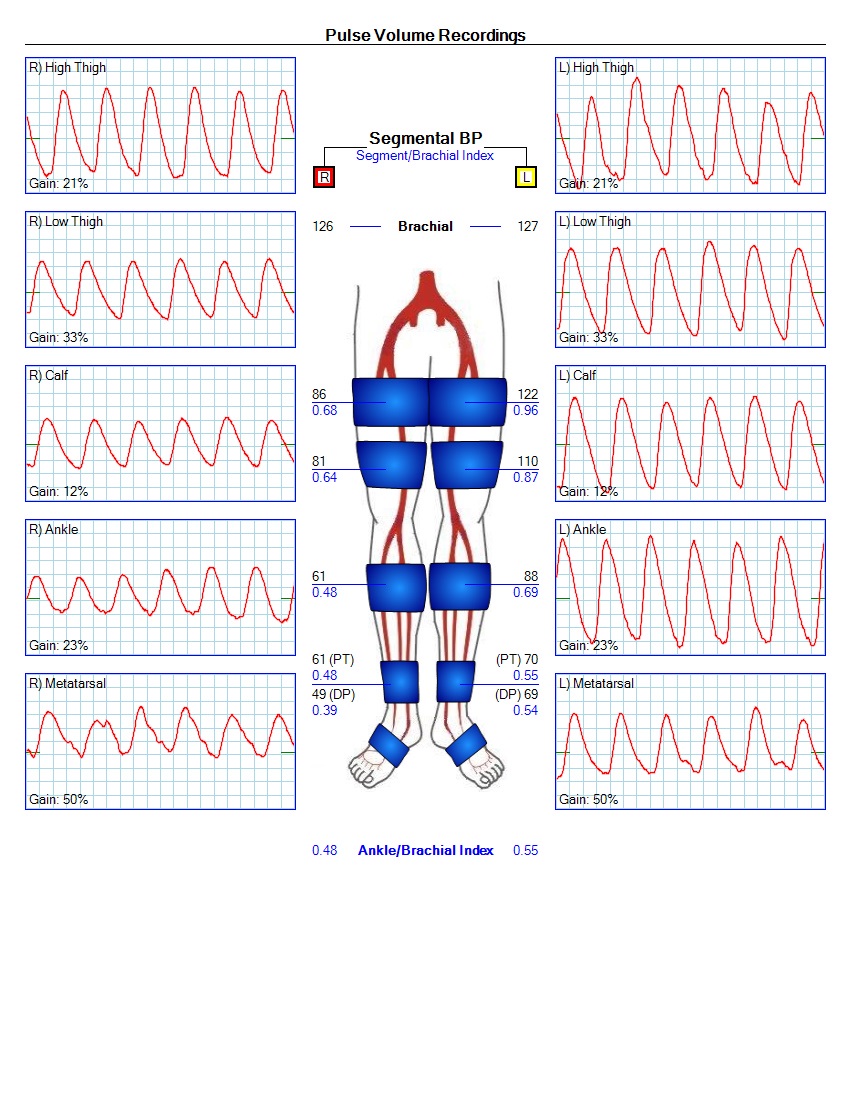 Pulse Volume Recordings
R) High Thigh
Gain: 21%
L) High Thigh
Gain: 21%
Segmental BP
Segment/Brachial Index
R
L
126 Brachial 127
R) Low Thigh
Gain: 33%
L) Low Thigh
Gain: 33%
R) Calf
Gain: 12%
L) Calf
Gain: 12%
86 122
0.68 0.96
81 110
0.64 0.87
R) Ankle
Gain: 23%
L) Ankle
Gain: 23%
61 88
0.48 0.69
61 (PT) (PT) 70
0.48 0.55
49 (DP) (DP) 69
0.39 0.54
R) Metatarsal
Gain: 50%
L) Metatarsal
Gain: 50%
0.48 Ankle/Brachial Index 0.55